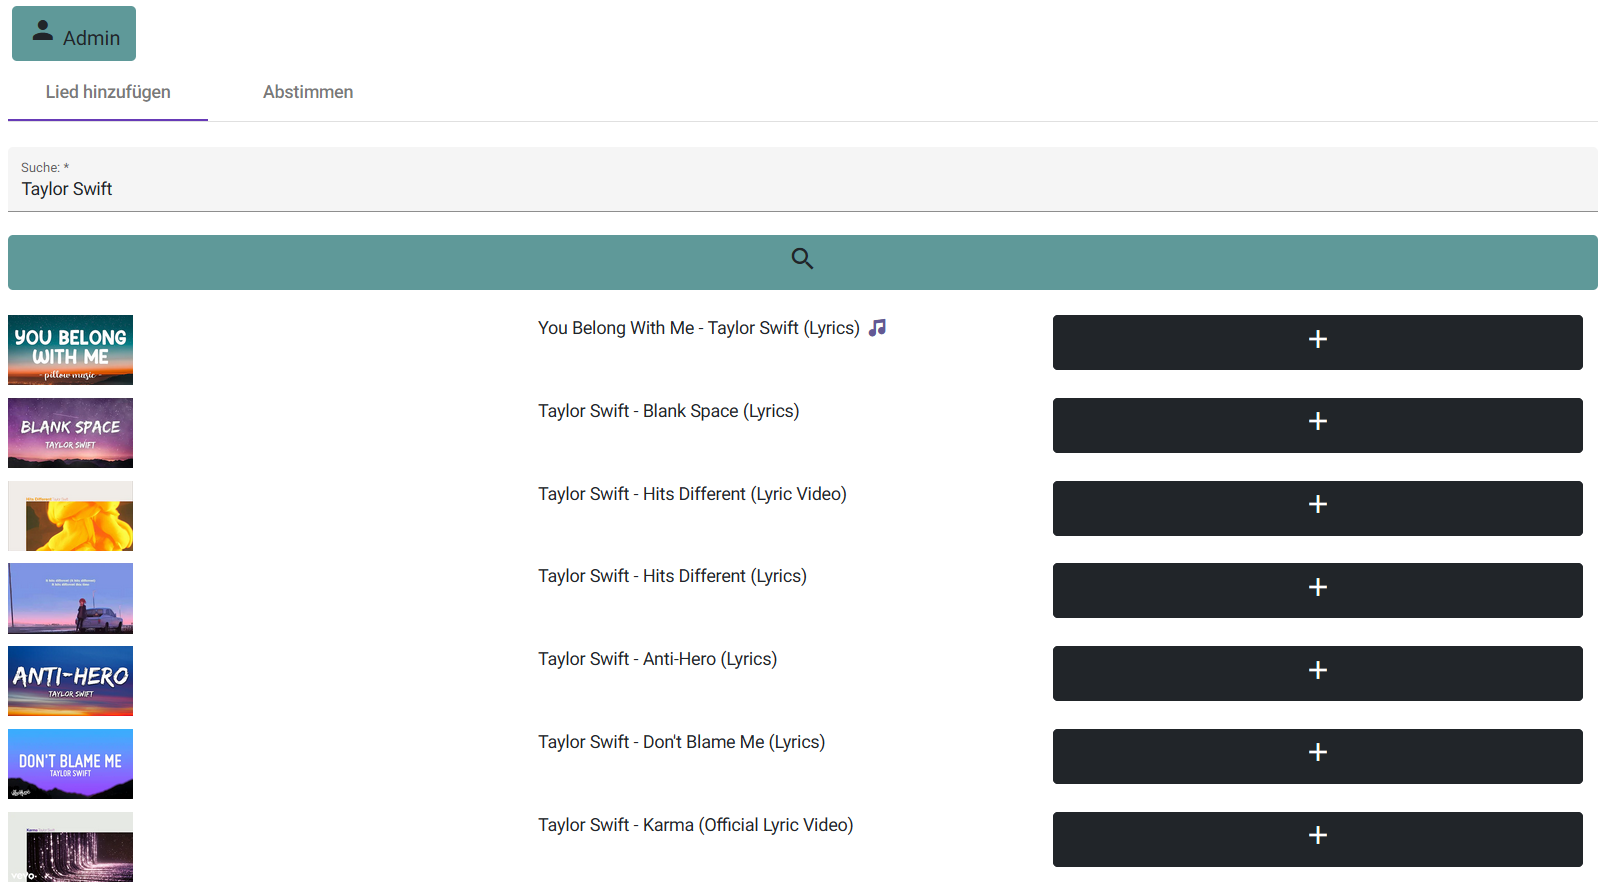 Admin
Lied hinzufügen
Abstimmen
Suche: *
Taylor Swift
YOU BELONG
WITH ME
- pillow music -
You Belong With Me - Taylor Swift (Lyrics) 🎵
BLANK SPACE
TAYLOR SWIFT
Taylor Swift - Blank Space (Lyrics)
Hits Different
Taylor Swift - Hits Different (Lyric Video)
Taylor Swift - Hits Different (Lyrics)
ANTI-HERO
TAYLOR SWIFT
Taylor Swift - Anti-Hero (Lyrics)
DON'T BLAME ME
TAYLOR SWIFT
Taylor Swift - Don't Blame Me (Lyrics)
Karma
vevo
Taylor Swift - Karma (Official Lyric Video)